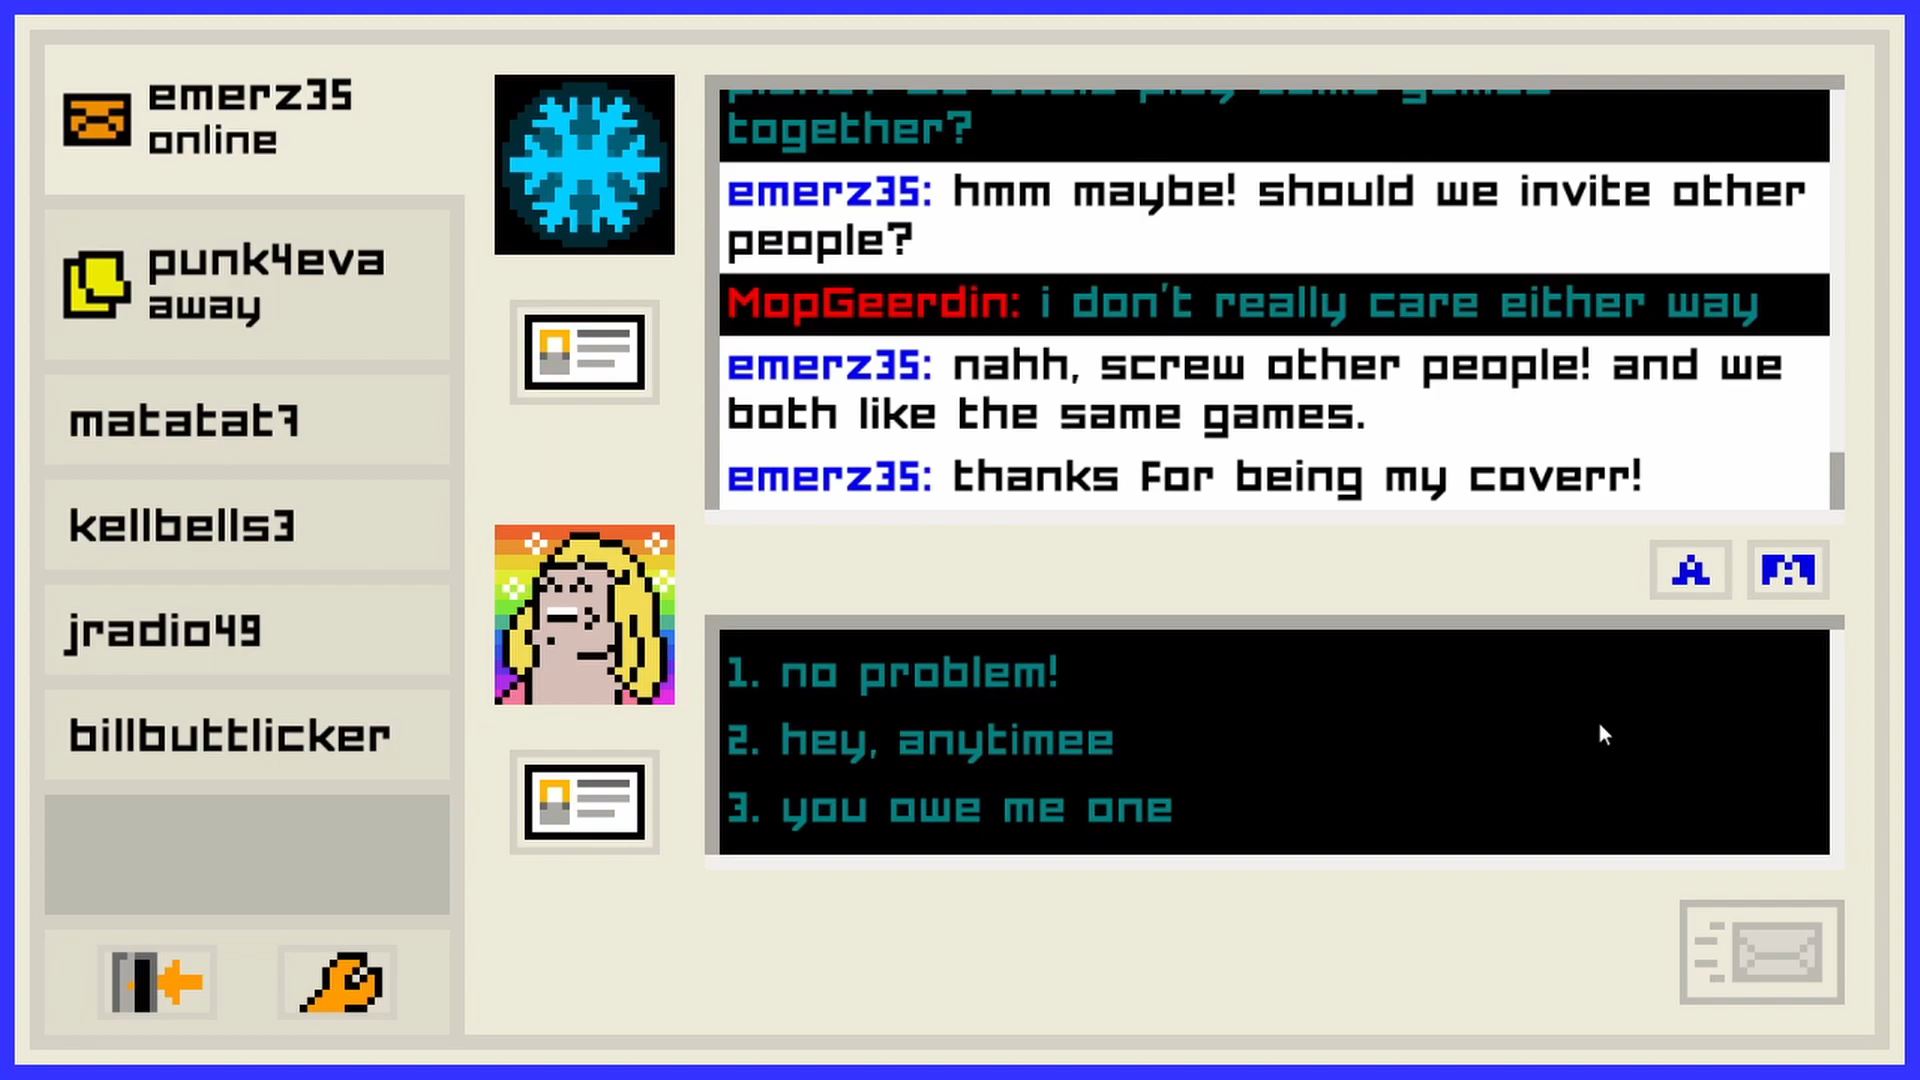 emerz35
online
punk4eva
away
matatat7
kellbells3
jradio49
billbuttlicker
together?
emerz35: hmm maybe! should we invite other
people?
MopGeerdin: i don't really care either way
emerz35: nahh, screw other people! and we
both like the same games.
emerz35: thanks for being my coverr!
A
1. no problem!
2. hey, anytimee
3. you owe me one